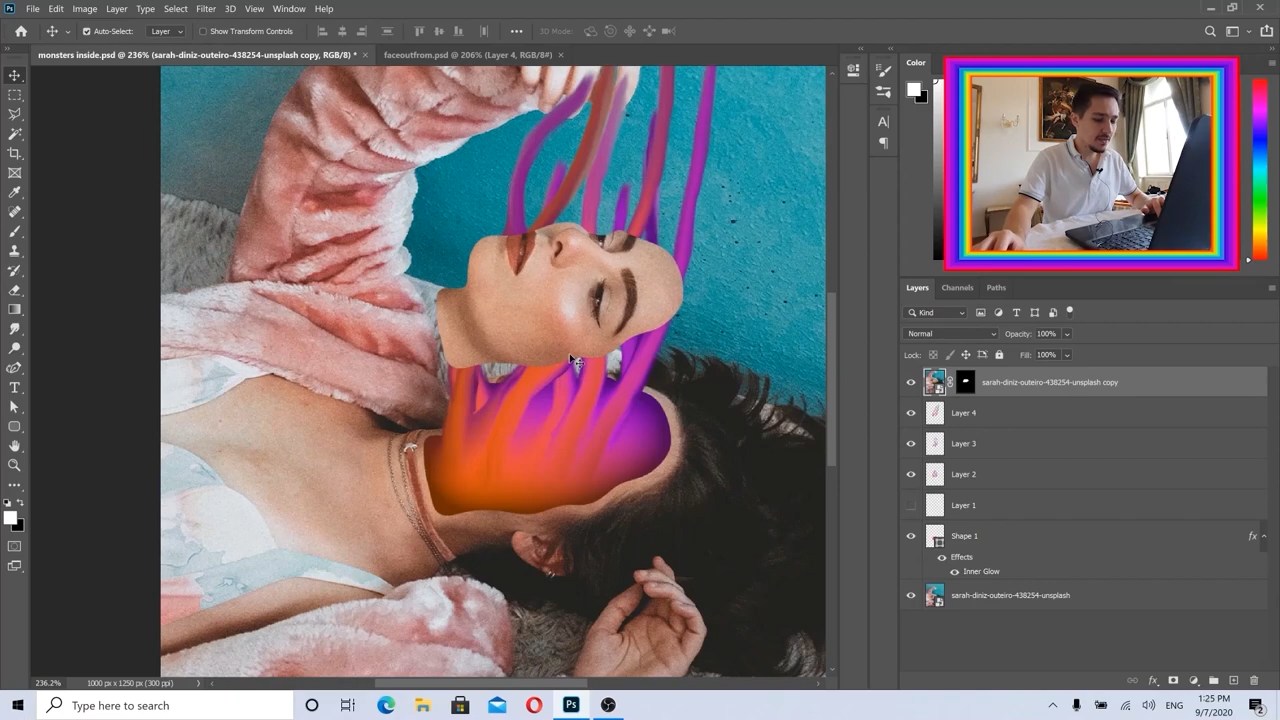 Ps File Edit Image Layer Type Select Filter 3D View Window Help
Auto-Select: Layer Show Transform Controls 3D Mode:
monsters inside.psd @ 236% (sarah-diniz-outeiro-438254-unsplash copy, RGB/8) * × faceoutfrom.psd @ 206% (Layer 4, RGB/8#) ×
Color
Layers Channels Paths
Kind
Normal Opacity: 100%
Lock: Fill: 100%
sarah-diniz-outeiro-438254-unsplash copy
Layer 4
Layer 3
Layer 2
Layer 1
Shape 1 fx
Effects
Inner Glow
sarah-diniz-outeiro-438254-unsplash
236.2% 1000 px x 1250 px (300 ppi)
Type here to search
Ps
1:25 PM
9/7/2020
2